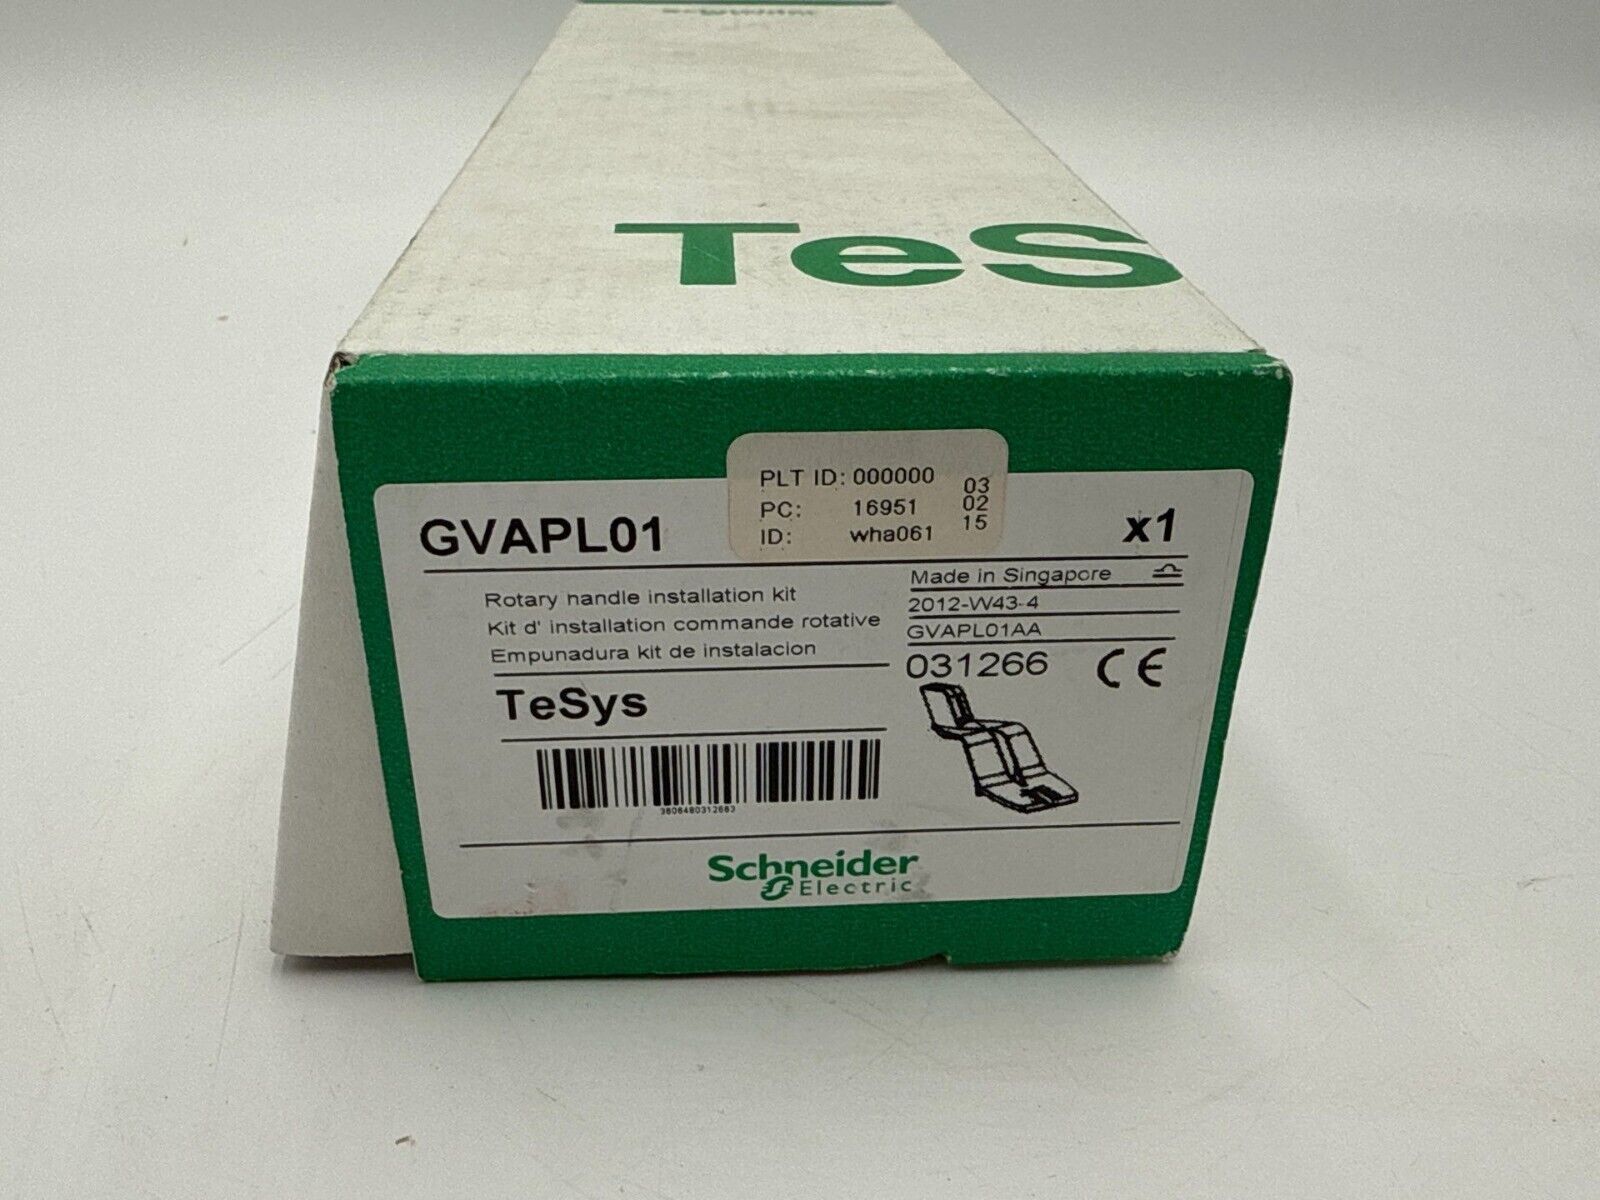 TeS
PLT ID: 000000
PC: 16951
ID: wha061
03
02
15
GVAPL01
x1
Rotary handle installation kit
Kit d' installation commande rotative
Empunadura kit de instalacion
Made in Singapore
2012-W43-4
GVAPL01AA
031266 CE
TeSys
3606480312663
Schneider
Electric